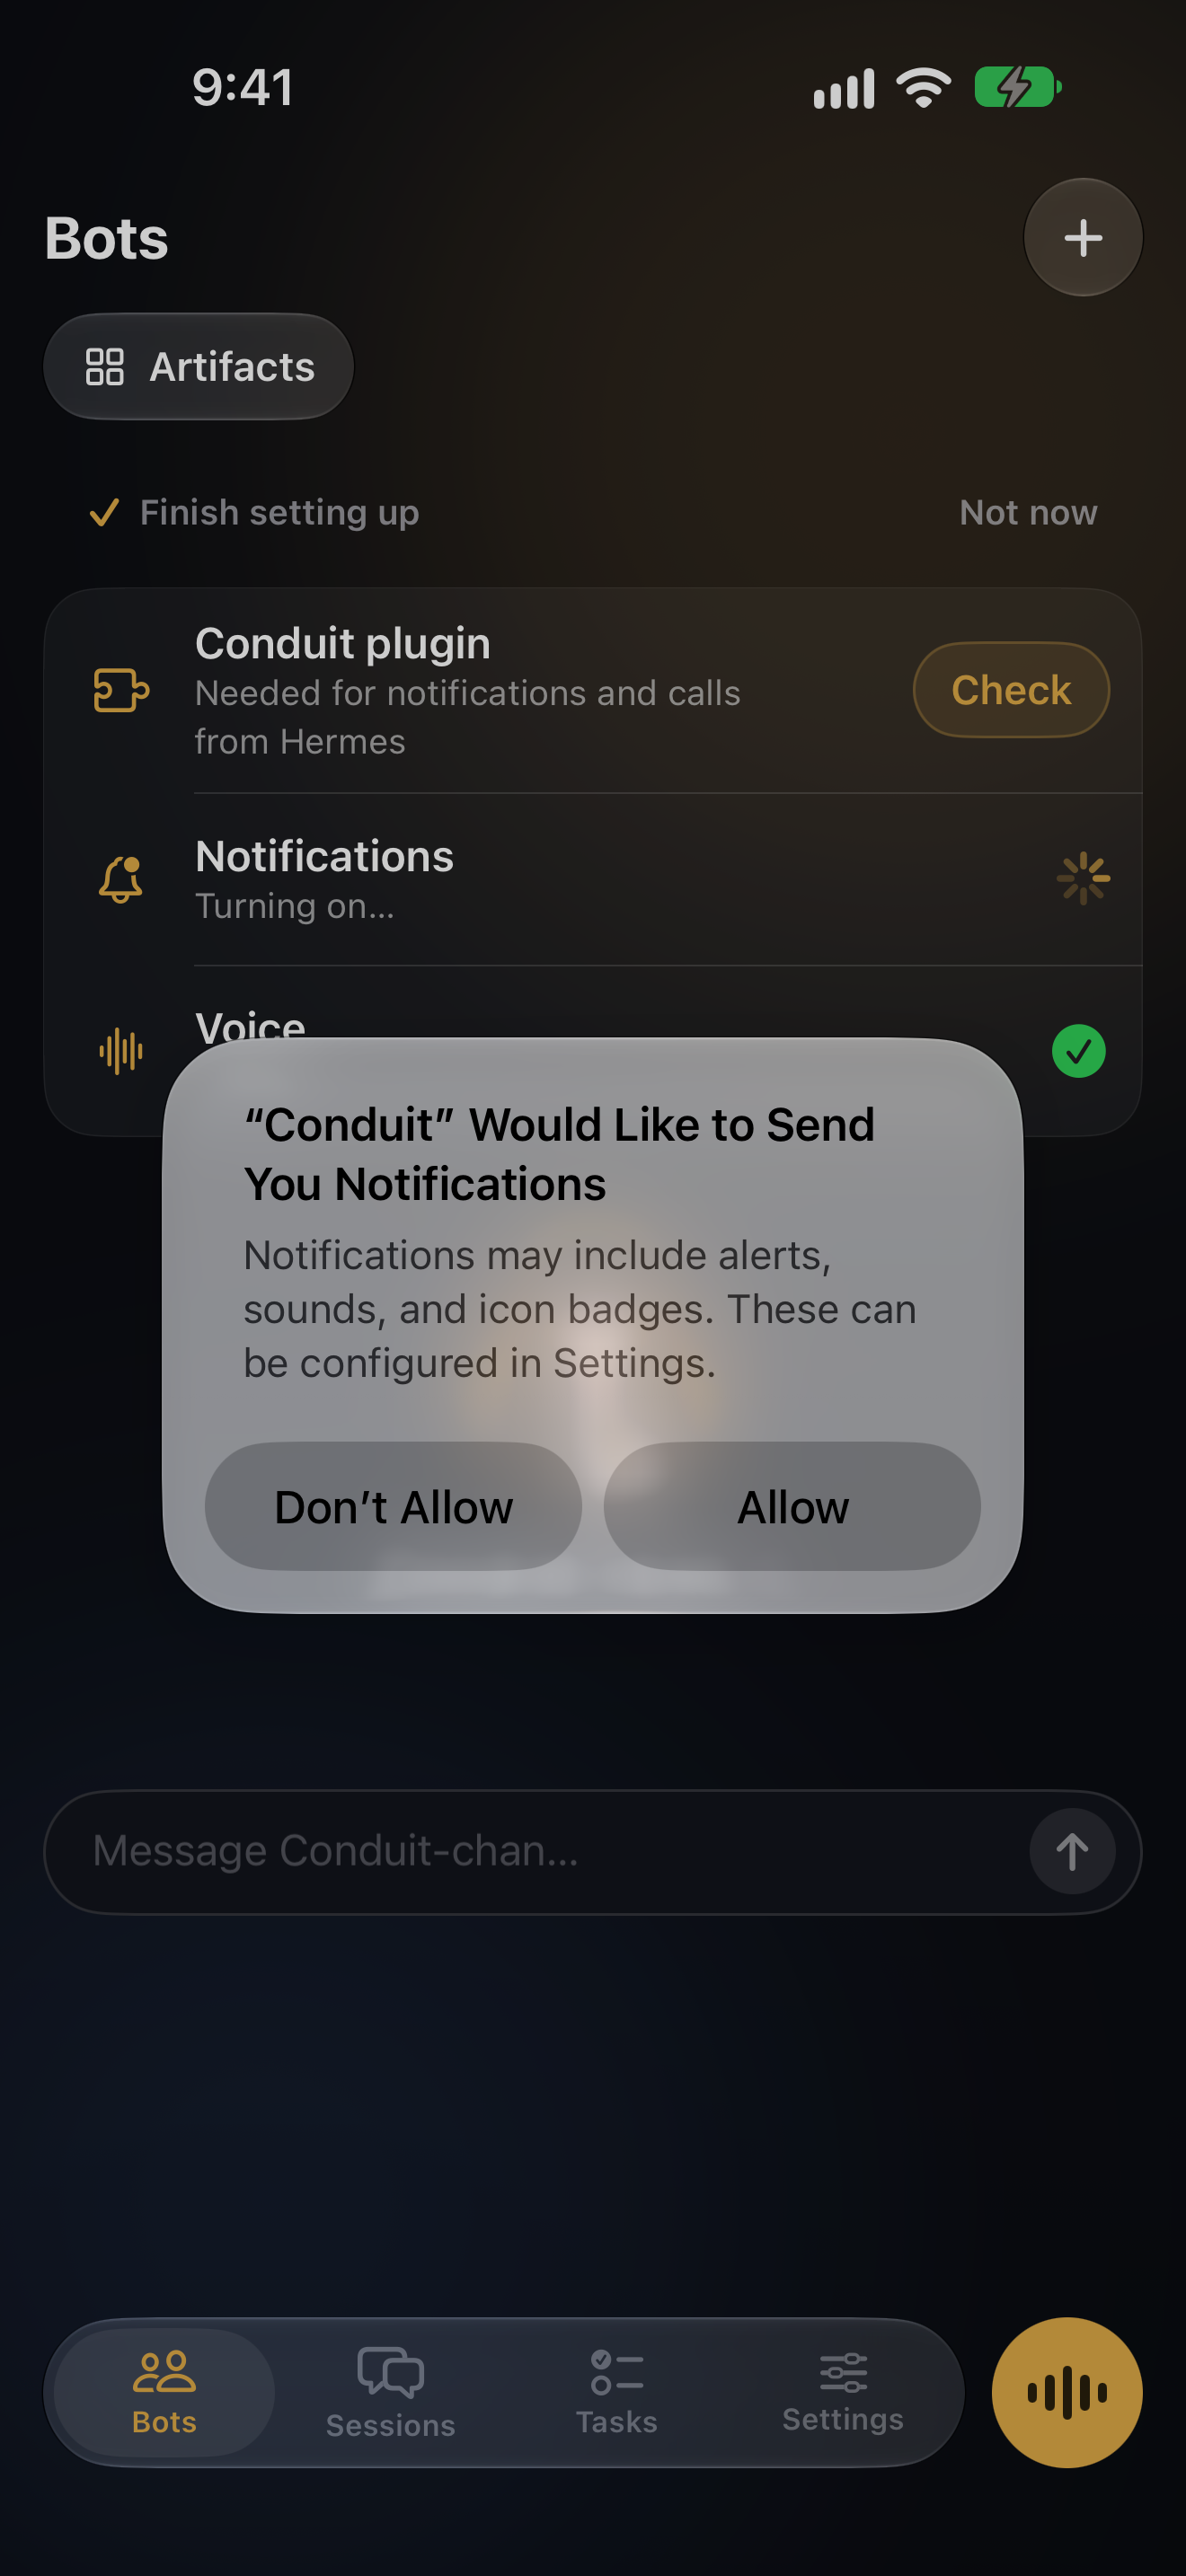 9:41
Bots
Artifacts
Finish setting up
Not now
Conduit plugin
Needed for notifications and calls
from Hermes
Check
Notifications
Turning on...
Voice
“Conduit” Would Like to Send
You Notifications
Notifications may include alerts,
sounds, and icon badges. These can
be configured in Settings.
Don’t Allow
Allow
Message Conduit-chan...
Bots
Sessions
Tasks
Settings